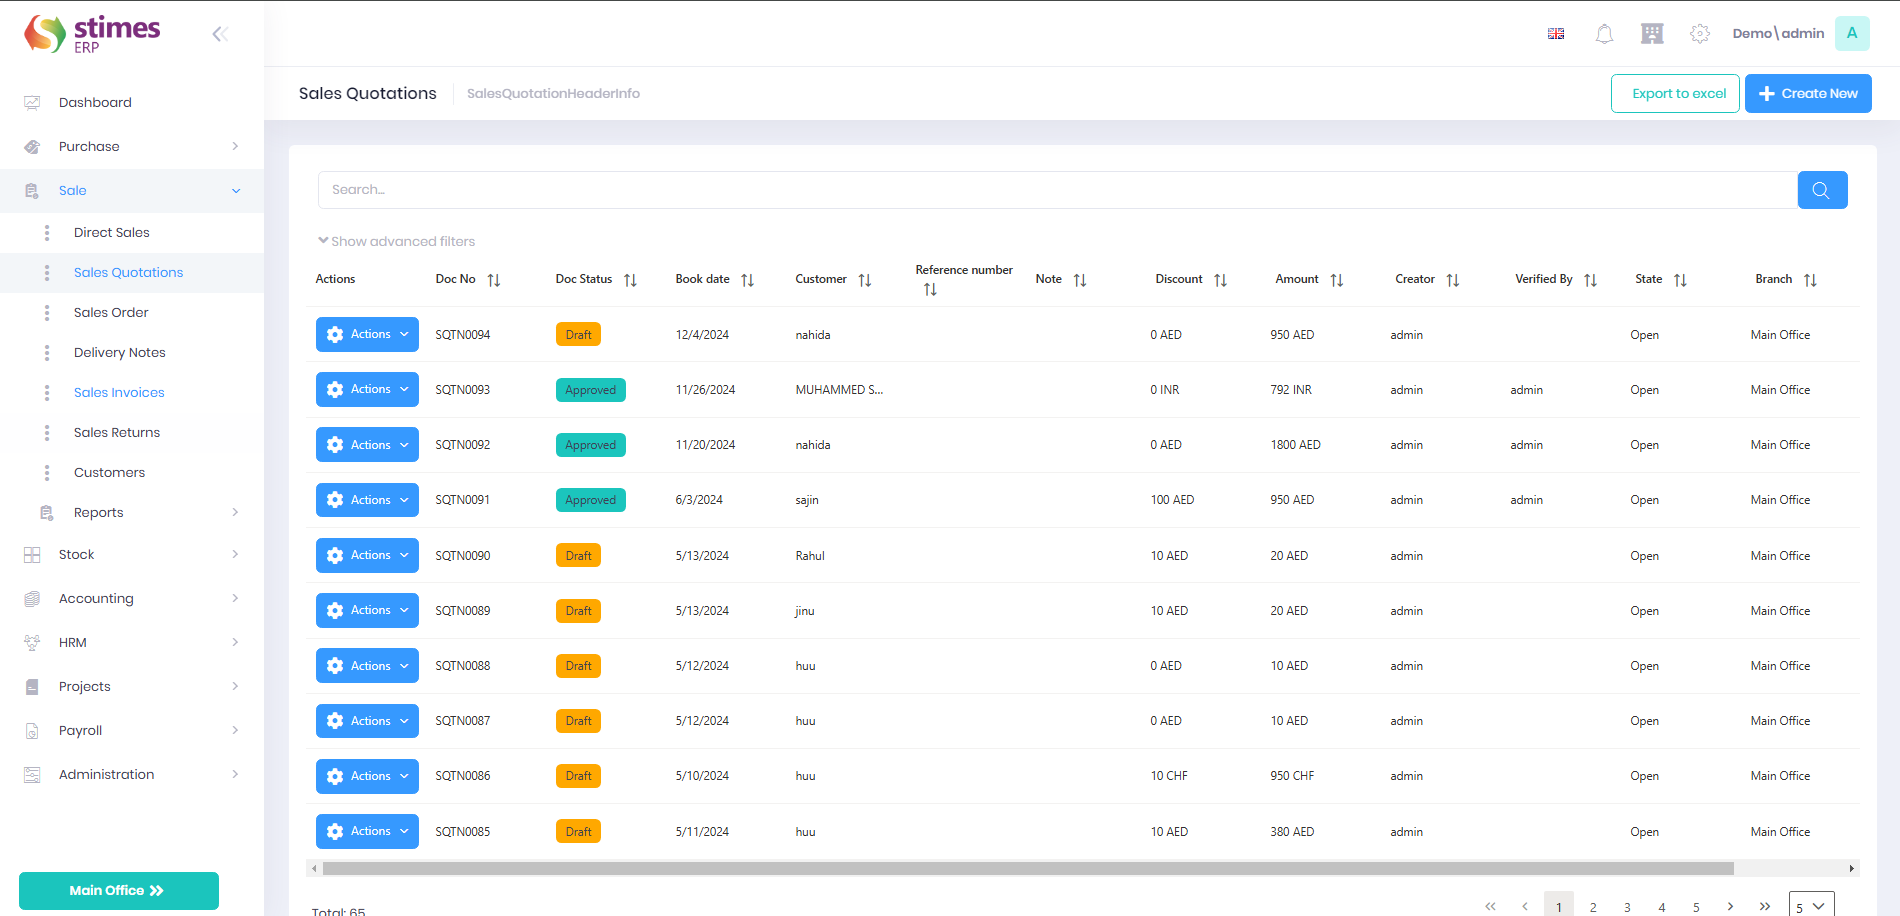 stimes
ERP
Demo\admin
A
Sales Quotations
SalesQuotationHeaderInfo
Export to excel
Create New
Dashboard
Purchase
Sale
Direct Sales
Sales Quotations
Sales Order
Delivery Notes
Sales Invoices
Sales Returns
Customers
Reports
Stock
Accounting
HRM
Projects
Payroll
Administration
Main Office
Search...
Show advanced filters
Actions Doc No Doc Status Book date Customer Reference number Note Discount Amount Creator Verified By State Branch
Actions SQTN0094 Draft 12/4/2024 nahida 0 AED 950 AED admin Open Main Office
Actions SQTN0093 Approved 11/26/2024 MUHAMMED S... 0 INR 792 INR admin admin Open Main Office
Actions SQTN0092 Approved 11/20/2024 nahida 0 AED 1800 AED admin admin Open Main Office
Actions SQTN0091 Approved 6/3/2024 sajin 100 AED 950 AED admin admin Open Main Office
Actions SQTN0090 Draft 5/13/2024 Rahul 10 AED 20 AED admin Open Main Office
Actions SQTN0089 Draft 5/13/2024 jinu 10 AED 20 AED admin Open Main Office
Actions SQTN0088 Draft 5/12/2024 huu 0 AED 10 AED admin Open Main Office
Actions SQTN0087 Draft 5/12/2024 huu 0 AED 10 AED admin Open Main Office
Actions SQTN0086 Draft 5/10/2024 huu 10 CHF 950 CHF admin Open Main Office
Actions SQTN0085 Draft 5/11/2024 huu 10 AED 380 AED admin Open Main Office
Total: 65
1 2 3 4 5 5